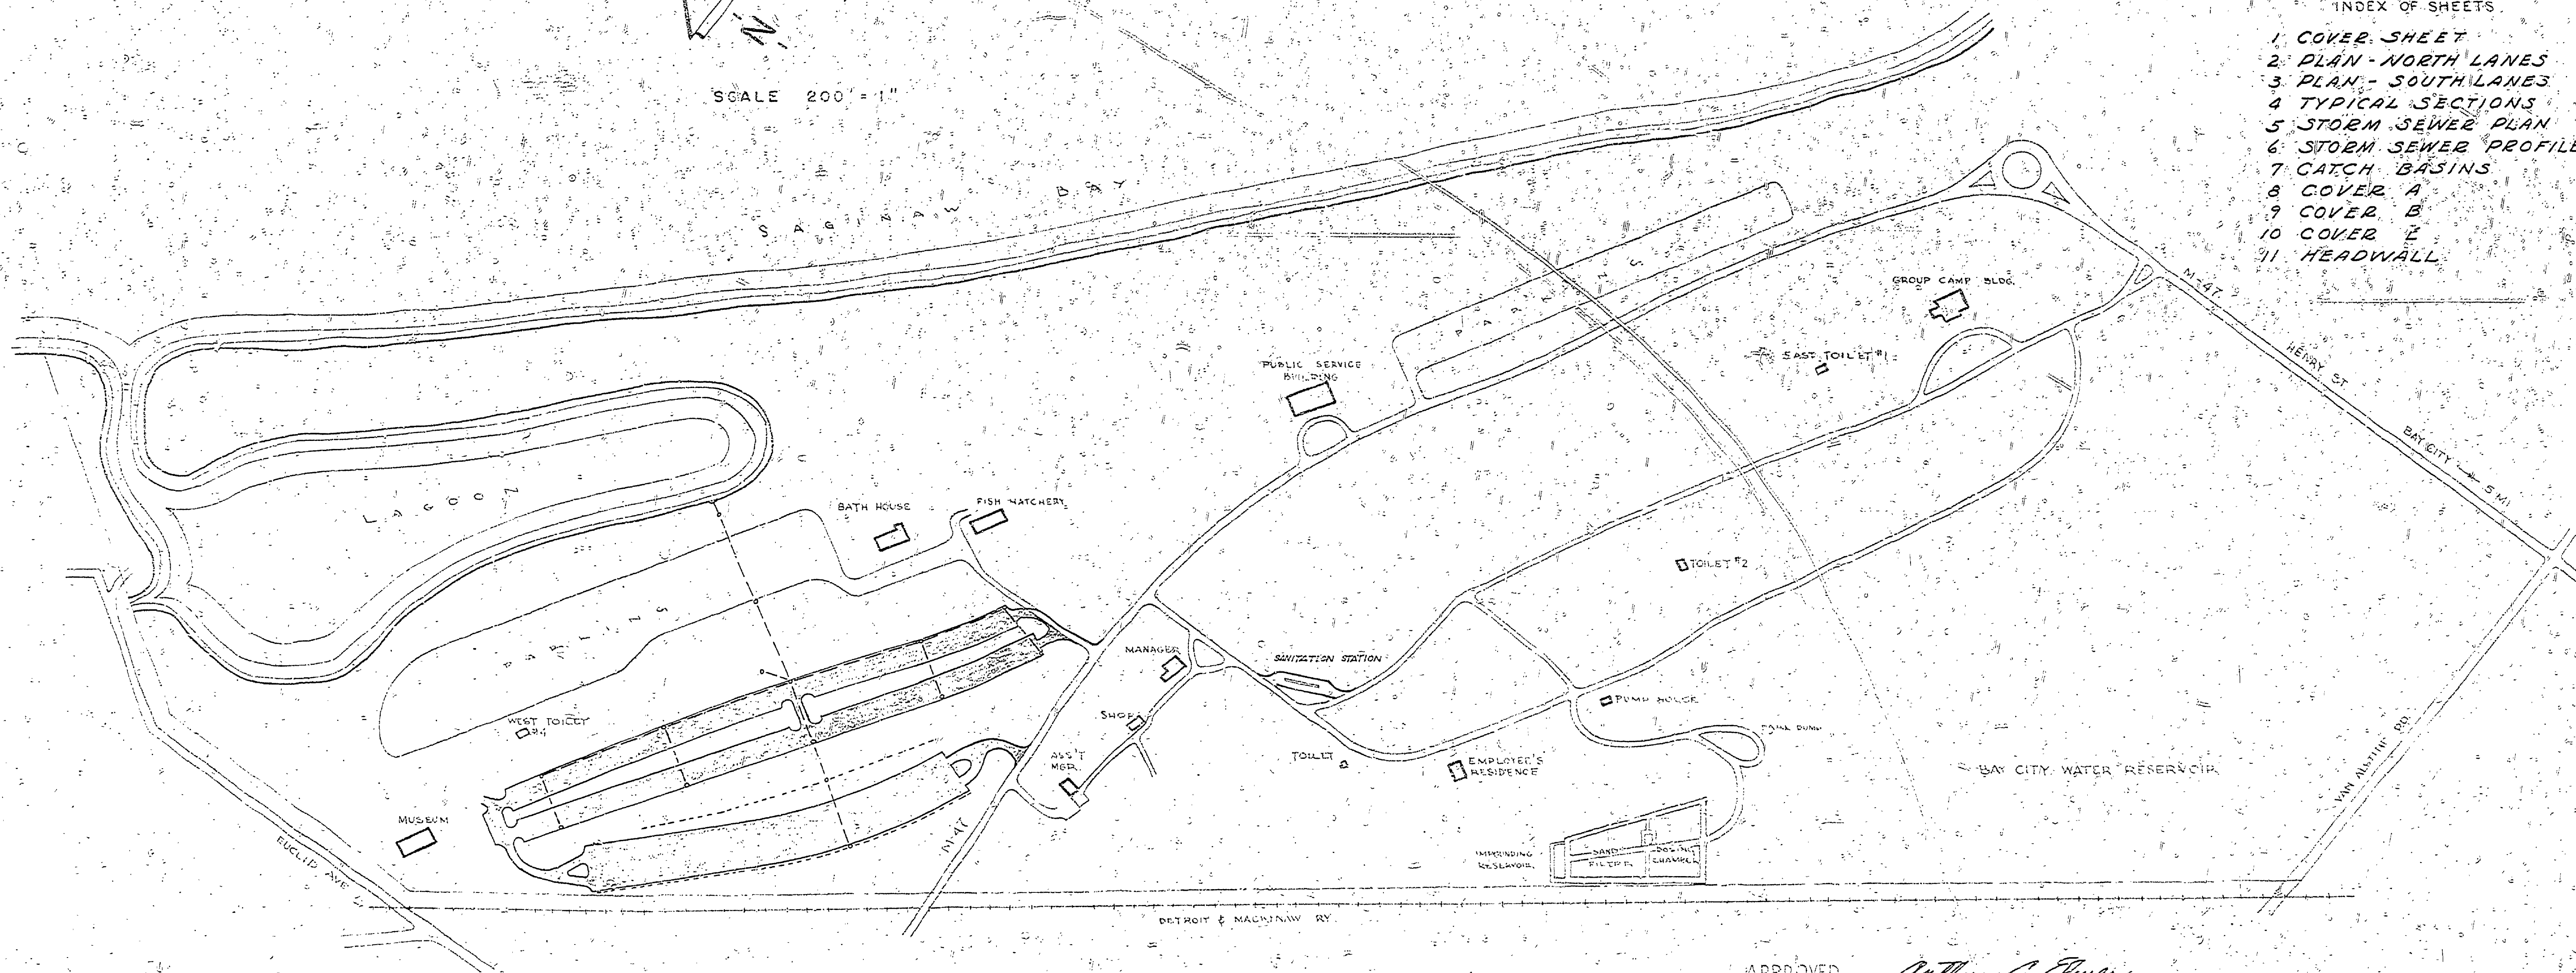 INDEX OF SHEETS
1 COVER SHEET
2 PLAN - NORTH LANES
3 PLAN - SOUTH LANES
4 TYPICAL SECTIONS
5 STORM SEWER PLAN
6 STORM SEWER PROFILE
7 CATCH BASINS
8 COVER A
9 COVER B
10 COVER E
11 HEADWALL
N
SCALE 200' = 1"
SAGINAW BAY
PARKING
GROUP CAMP BLDG.
M-47
HENRY ST
BAY CITY 5 MI
EAST TOILET #1
PUBLIC SERVICE
BUILDING
LAGOON
BATH HOUSE
FISH HATCHERY
TOILET #2
PARKING
MANAGER
SANITATION STATION
PUMP HOUSE
SHOP
WEST TOILET
#4
ASS'T
MGR.
TOILET
EMPLOYEE'S
RESIDENCE
BAY CITY WATER RESERVOIR
VAN ALSTINE RD.
MUSEUM
EUCLID AVE
M-47
IMPOUNDING
RESERVOIR
SAND
FILTER
DOSING
CHAMBER
DETROIT & MACKINAW RY.
APPROVED